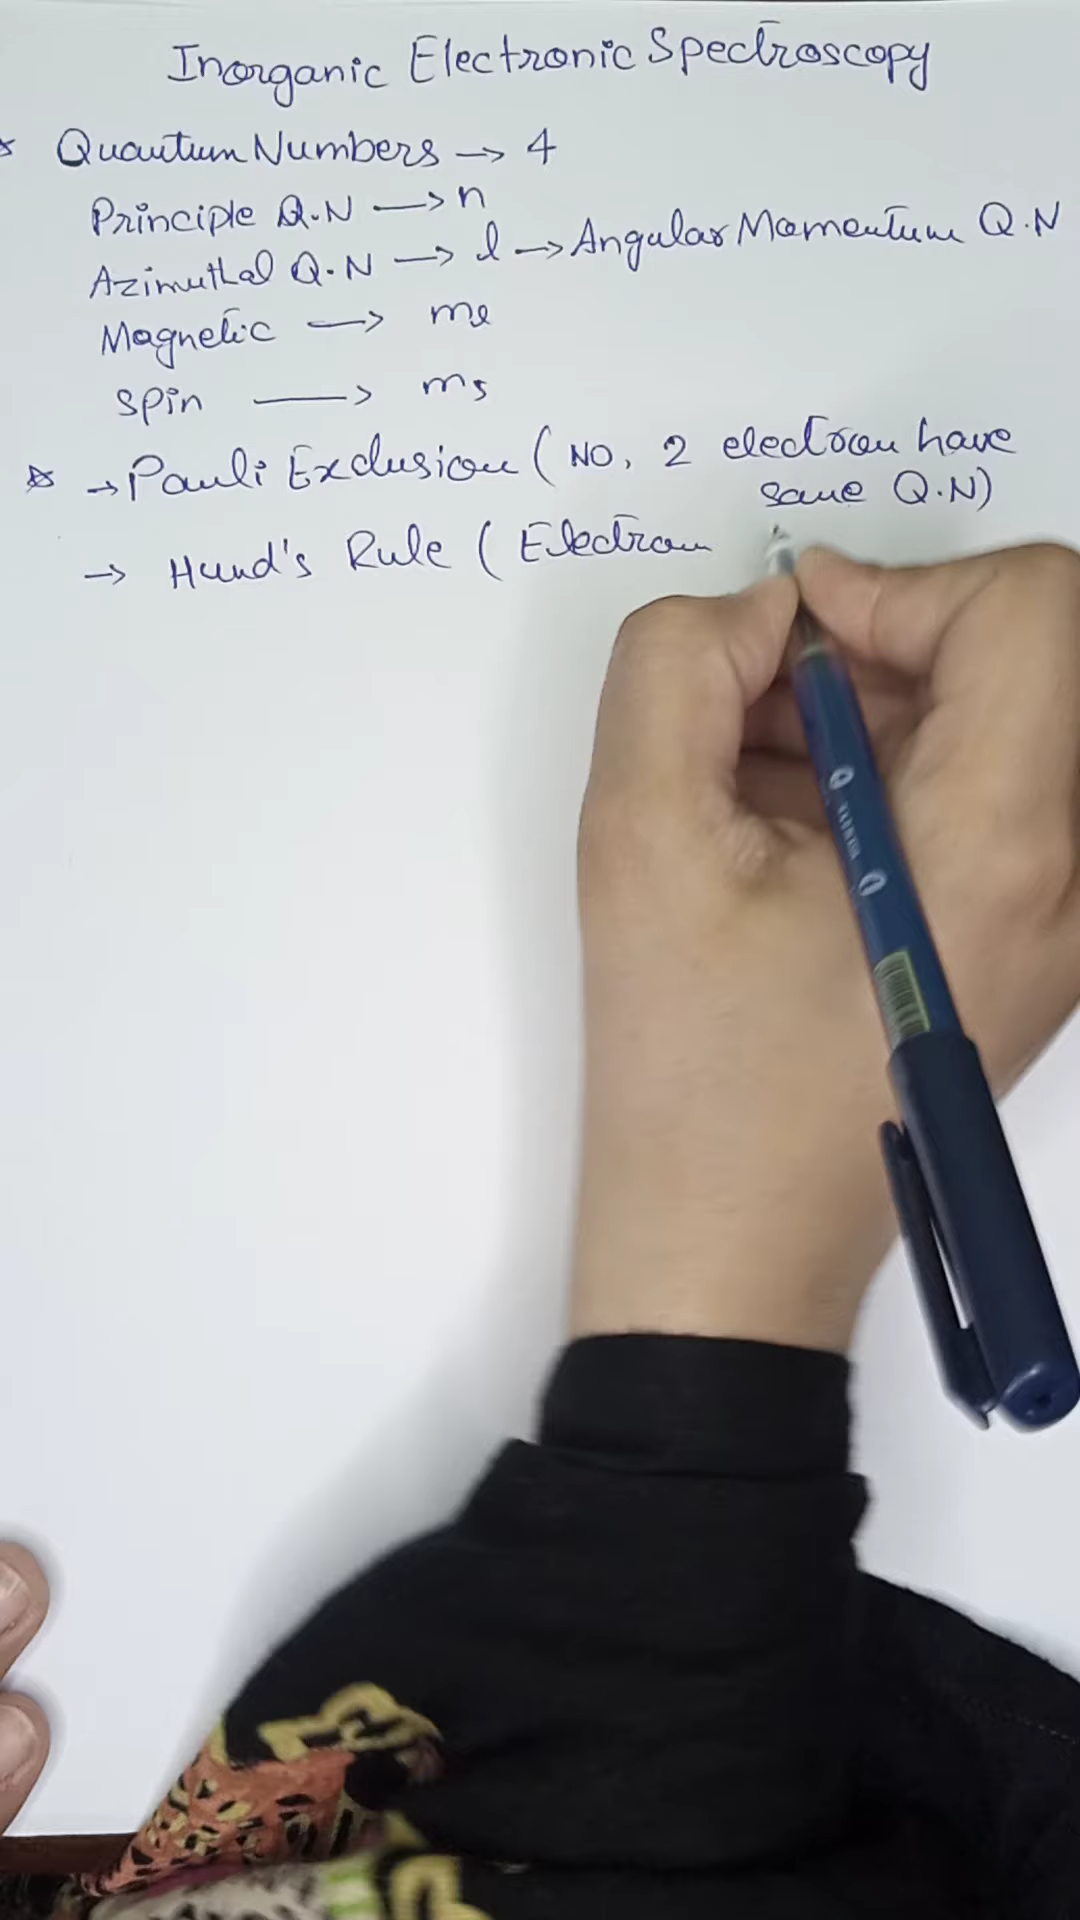 Inorganic Electronic Spectroscopy
Quantum Numbers → 4
Principle Q.N → n
Azimuthal Q.N → l → Angular Momentum Q.N
Magnetic → ml
Spin → ms
→ Pauli Exclusion (NO. 2 electron have
same Q.N)
→ Hund's Rule (Electron